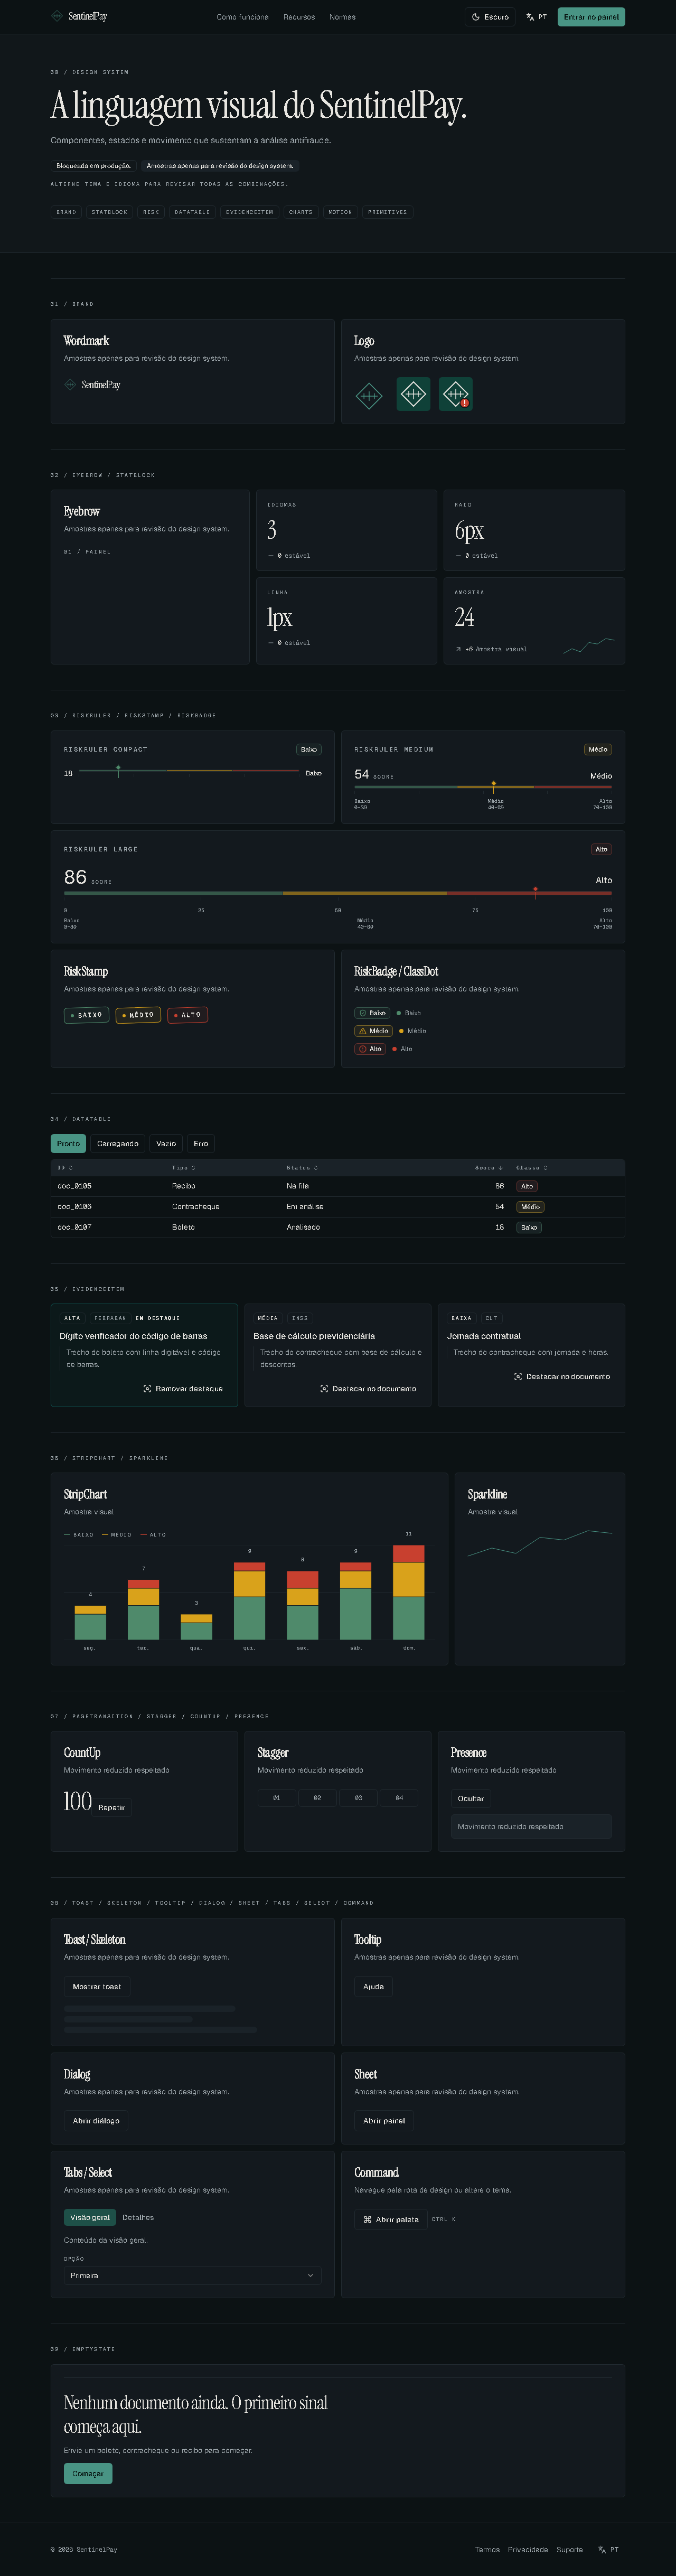 SentinelPay
Como funciona Recursos Normas
Escuro PT Entrar no painel
00 / DESIGN SYSTEM
A linguagem visual do SentinelPay.
Componentes, estados e movimento que sustentam a análise antifraude.
Bloqueada em produção. Amostras apenas para revisão do design system.
ALTERNE TEMA E IDIOMA PARA REVISAR TODAS AS COMBINAÇÕES.
BRAND STATBLOCK RISK DATATABLE EVIDENCEITEM CHARTS MOTION PRIMITIVES
01 / BRAND
Wordmark
Amostras apenas para revisão do design system.
SentinelPay
Logo
Amostras apenas para revisão do design system.
02 / EYEBROW / STATBLOCK
Eyebrow
Amostras apenas para revisão do design system.
01 / PAINEL
IDIOMAS
3
— 0 estável
RAIO
6px
— 0 estável
LINHA
1px
— 0 estável
AMOSTRA
24
+6 Amostra visual
03 / RISKRULER / RISKSTAMP / RISKBADGE
RISKRULER COMPACT Baixo
18 Baixo
RISKRULER MEDIUM Médio
54 SCORE Médio
Baixo Médio Alto
0–39 40–69 70–100
RISKRULER LARGE Alto
86 SCORE Alto
0 25 50 75 100
Baixo Médio Alto
0–39 40–69 70–100
RiskStamp
Amostras apenas para revisão do design system.
BAIXO MÉDIO ALTO
RiskBadge / ClassDot
Amostras apenas para revisão do design system.
Baixo Baixo
Médio Médio
Alto Alto
04 / DATATABLE
Pronto Carregando Vazio Erro
ID Tipo Status Score Classe
doc_0105 Recibo Na fila 86 Alto
doc_0106 Contracheque Em análise 54 Médio
doc_0107 Boleto Analisado 18 Baixo
05 / EVIDENCEITEM
ALTA FEBRABAN EM DESTAQUE
Dígito verificador do código de barras
Trecho do boleto com linha digitável e código
de barras.
Remover destaque
MÉDIA INSS
Base de cálculo previdenciária
Trecho do contracheque com base de cálculo e
descontos.
Destacar no documento
BAIXA CLT
Jornada contratual
Trecho do contracheque com jornada e horas.
Destacar no documento
06 / STRIPCHART / SPARKLINE
StripChart
Amostra visual
BAIXO MÉDIO ALTO
4 7 3 9 8 9 11
seg. ter. qua. qui. sex. sáb. dom.
Sparkline
Amostra visual
07 / PAGETRANSITION / STAGGER / COUNTUP / PRESENCE
CountUp
Movimento reduzido respeitado
100 Repetir
Stagger
Movimento reduzido respeitado
01 02 03 04
Presence
Movimento reduzido respeitado
Ocultar
Movimento reduzido respeitado
08 / TOAST / SKELETON / TOOLTIP / DIALOG / SHEET / TABS / SELECT / COMMAND
Toast / Skeleton
Amostras apenas para revisão do design system.
Mostrar toast
Tooltip
Amostras apenas para revisão do design system.
Ajuda
Dialog
Amostras apenas para revisão do design system.
Abrir diálogo
Sheet
Amostras apenas para revisão do design system.
Abrir painel
Tabs / Select
Amostras apenas para revisão do design system.
Visão geral Detalhes
Conteúdo da visão geral.
OPÇÃO
Primeira
Command
Navegue pela rota de design ou altere o tema.
Abrir paleta CTRL K
09 / EMPTYSTATE
Nenhum documento ainda. O primeiro sinal
começa aqui.
Envie um boleto, contracheque ou recibo para começar.
Começar
© 2026 SentinelPay
Termos Privacidade Suporte PT